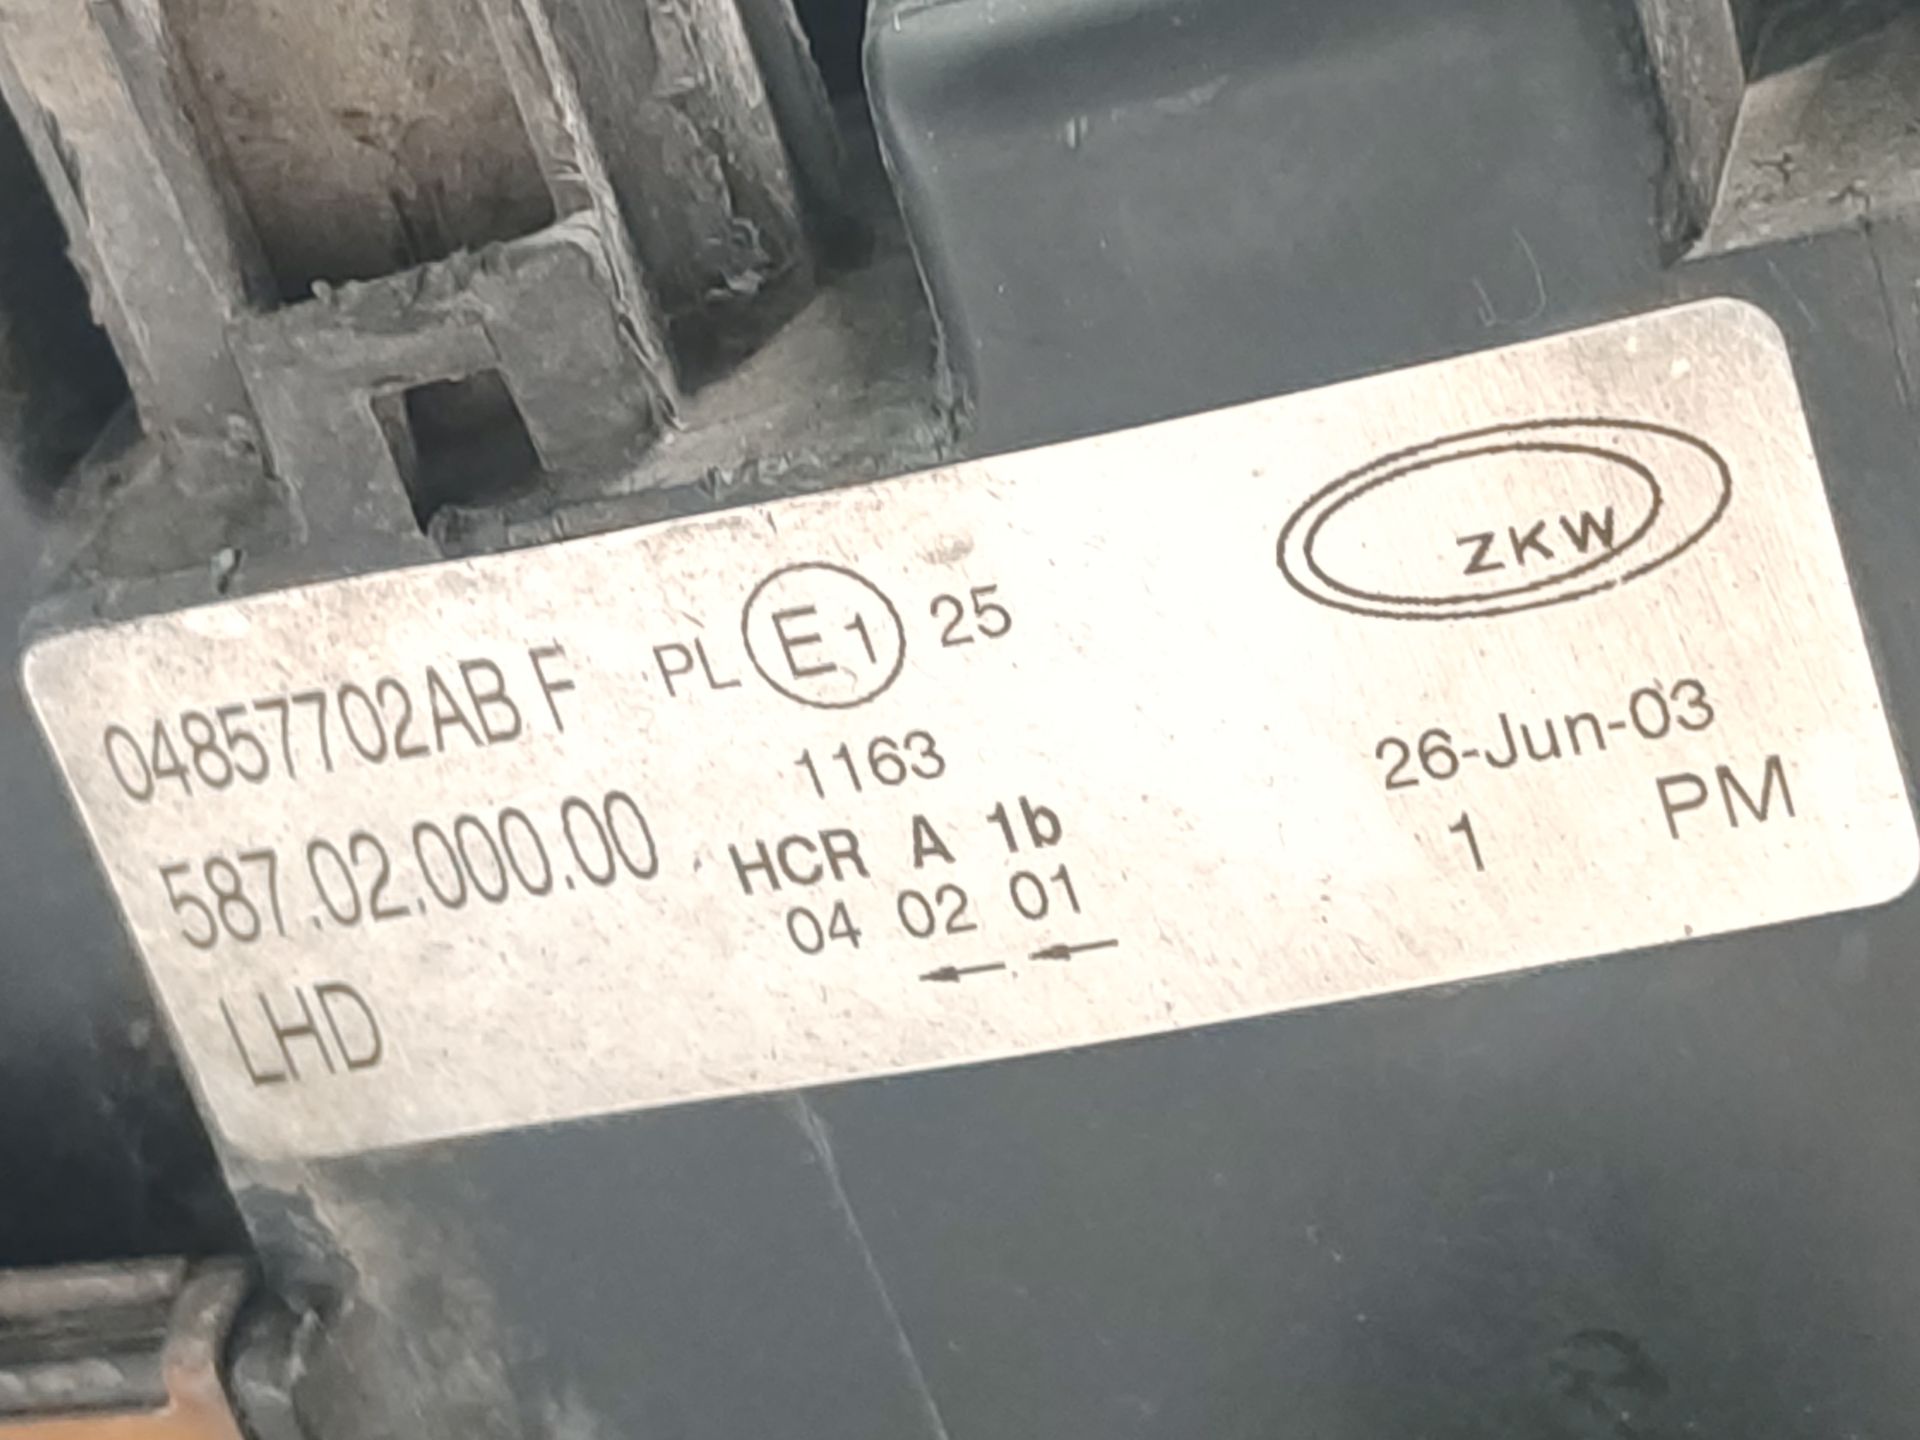 ZKW
04857702AB F PL E1 25
1163
26-Jun-03
587.02.000.00 HCR A 1b
1 PM
04 02 01
LHD